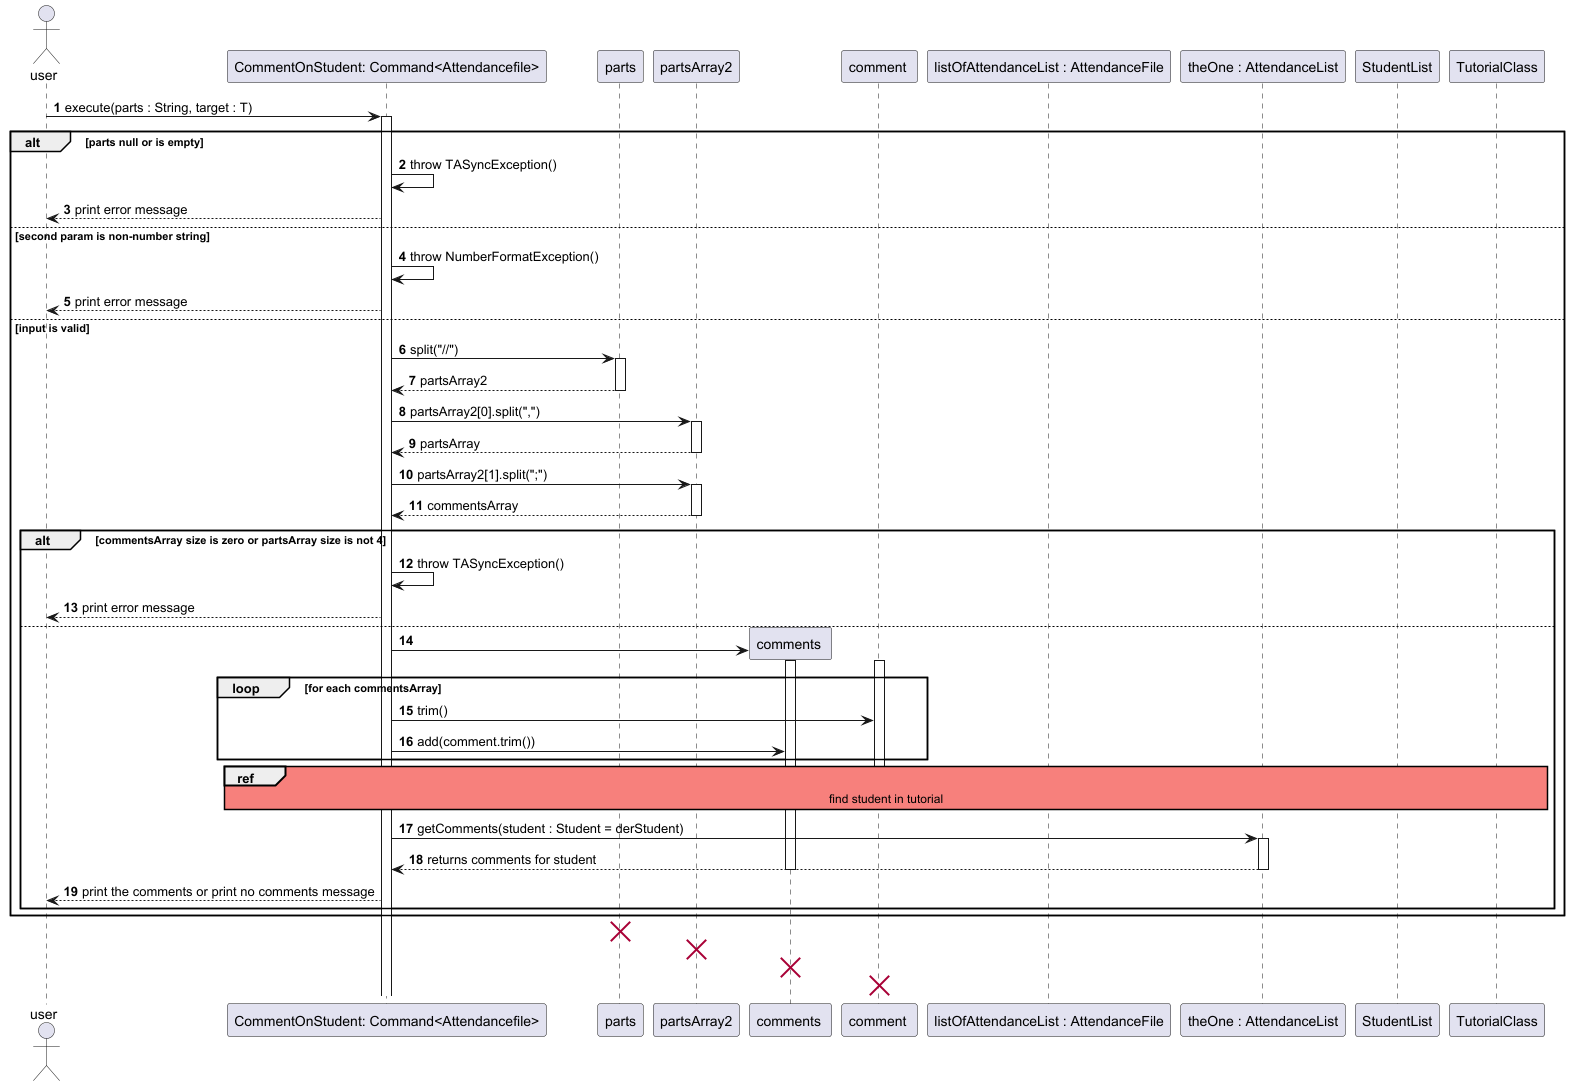 user
CommentOnStudent: Command<Attendancefile>
parts
partsArray2
comment
listOfAttendanceList : AttendanceFile
theOne : AttendanceList
StudentList
TutorialClass
1 execute(parts : String, target : T)
alt [parts null or is empty]
2 throw TASyncException()
3 print error message
[second param is non-number string]
4 throw NumberFormatException()
5 print error message
[input is valid]
6 split("//")
7 partsArray2
8 partsArray2[0].split(",")
9 partsArray
10 partsArray2[1].split(";")
11 commentsArray
alt [commentsArray size is zero or partsArray size is not 4]
12 throw TASyncException()
13 print error message
14
comments
loop [for each commentsArray]
15 trim()
16 add(comment.trim())
ref
find student in tutorial
17 getComments(student : Student = derStudent)
18 returns comments for student
19 print the comments or print no comments message
user
CommentOnStudent: Command<Attendancefile>
parts
partsArray2
comments
comment
listOfAttendanceList : AttendanceFile
theOne : AttendanceList
StudentList
TutorialClass